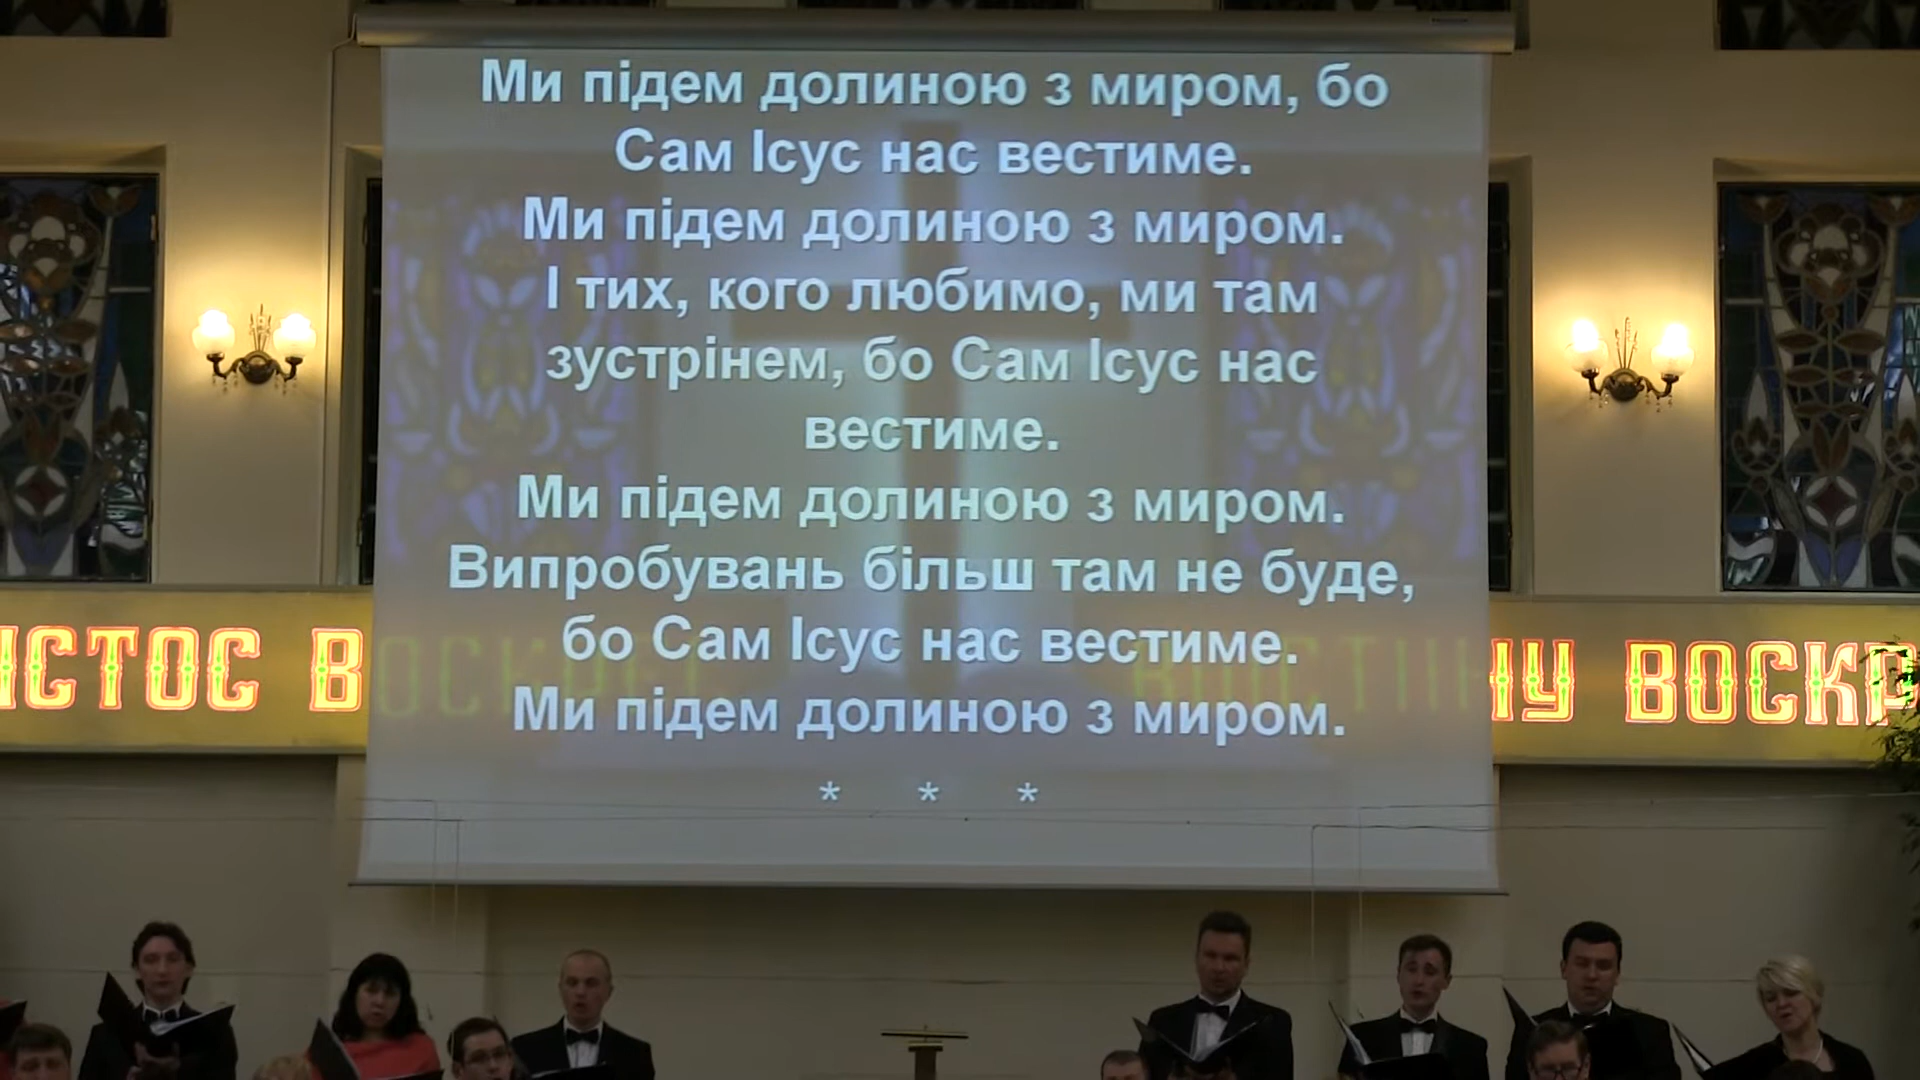 Ми підем долиною з миром, бо
Сам Ісус нас вестиме.
Ми підем долиною з миром.
І тих, кого любимо, ми там
зустрінем, бо Сам Ісус нас
вестиме.
Ми підем долиною з миром.
Випробувань більш там не буде,
бо Сам Ісус нас вестиме.
Ми підем долиною з миром.
* * *
ИСТОС ВОСКРЕС ВОІСТИНУ ВОСКР